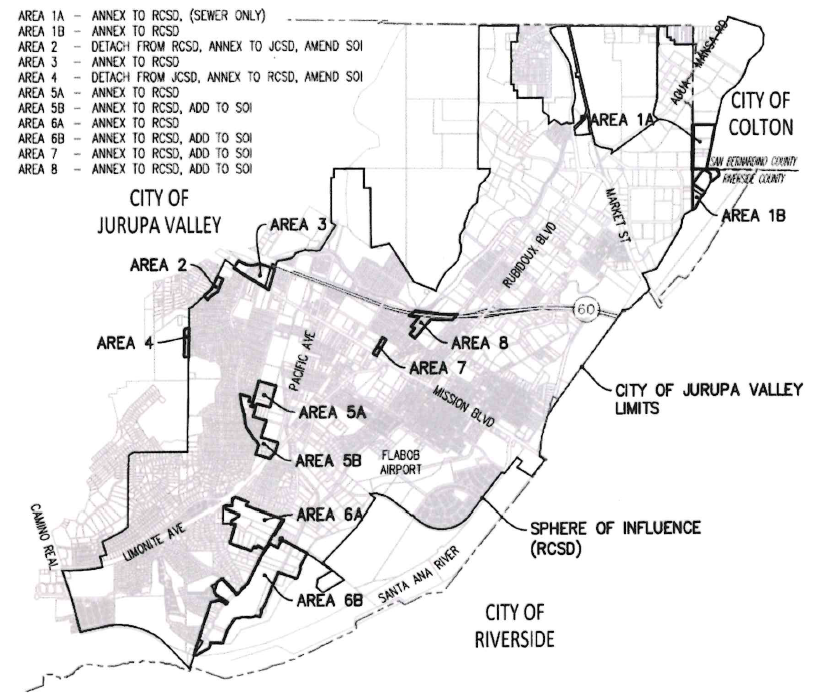 AREA 1A – ANNEX TO RCSD, (SEWER ONLY)
AREA 1B – ANNEX TO RCSD
AREA 2 – DETACH FROM RCSD, ANNEX TO JCSD, AMEND SOI
AREA 3 – ANNEX TO RCSD
AREA 4 – DETACH FROM JCSD, ANNEX TO RCSD, AMEND SOI
AREA 5A – ANNEX TO RCSD
AREA 5B – ANNEX TO RCSD, ADD TO SOI
AREA 6A – ANNEX TO RCSD
AREA 6B – ANNEX TO RCSD, ADD TO SOI
AREA 7 – ANNEX TO RCSD, ADD TO SOI
AREA 8 – ANNEX TO RCSD, ADD TO SOI
AGUA MANSA RD
CITY OF
COLTON
AREA 1A
SAN BERNARDINO COUNTY
RIVERSIDE COUNTY
AREA 1B
MARKET ST
CITY OF
JURUPA VALLEY
AREA 3
RUBIDOUX BLVD
AREA 2
60
AREA 4
PACIFIC AVE
AREA 8
AREA 7
CITY OF JURUPA VALLEY
LIMITS
MISSION BLVD
AREA 5A
AREA 5B
FLABOB
AIRPORT
CAMINO REAL
LIMONITE AVE
AREA 6A
SPHERE OF INFLUENCE
(RCSD)
SANTA ANA RIVER
AREA 6B
CITY OF
RIVERSIDE